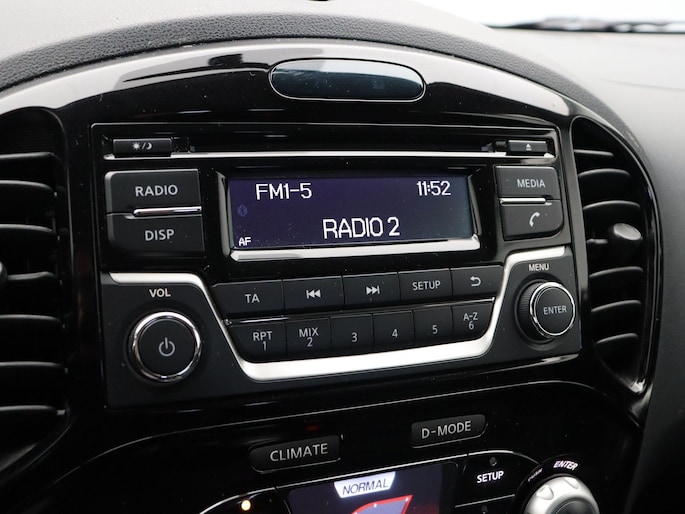 RADIO
DISP
FM1-5 11:52
RADIO 2
AF
MEDIA
VOL
MENU
TA
SETUP
RPT
1
MIX
2
3
4
5
A-Z
6
ENTER
CLIMATE
D-MODE
NORMAL
SETUP
PUSH
ENTER